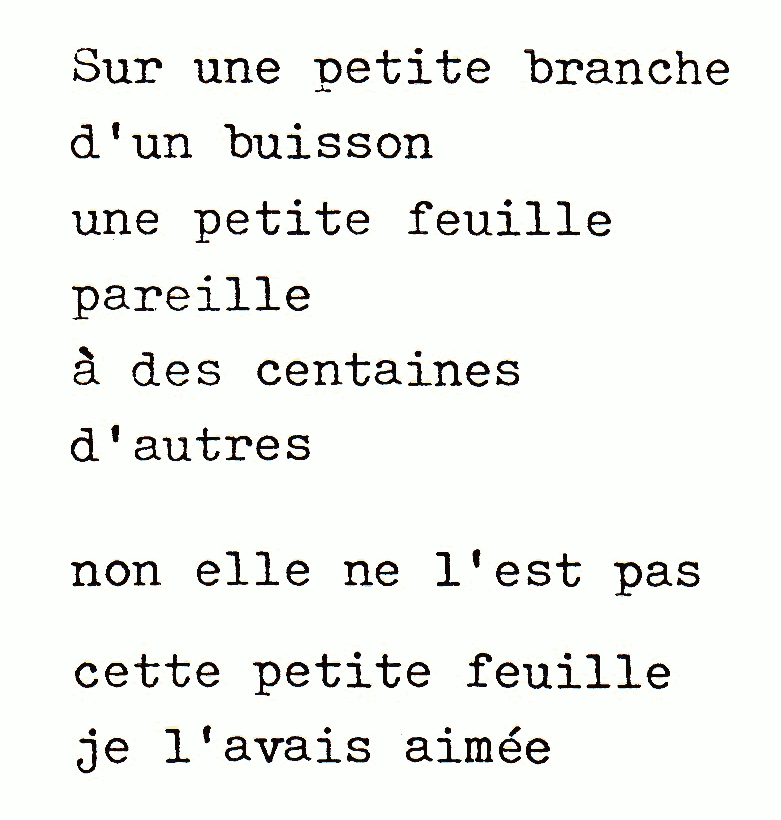 Sur une petite branche
d'un buisson
une petite feuille
pareille
à des centaines
d'autres
non elle ne l'est pas
cette petite feuille
je l'avais aimée